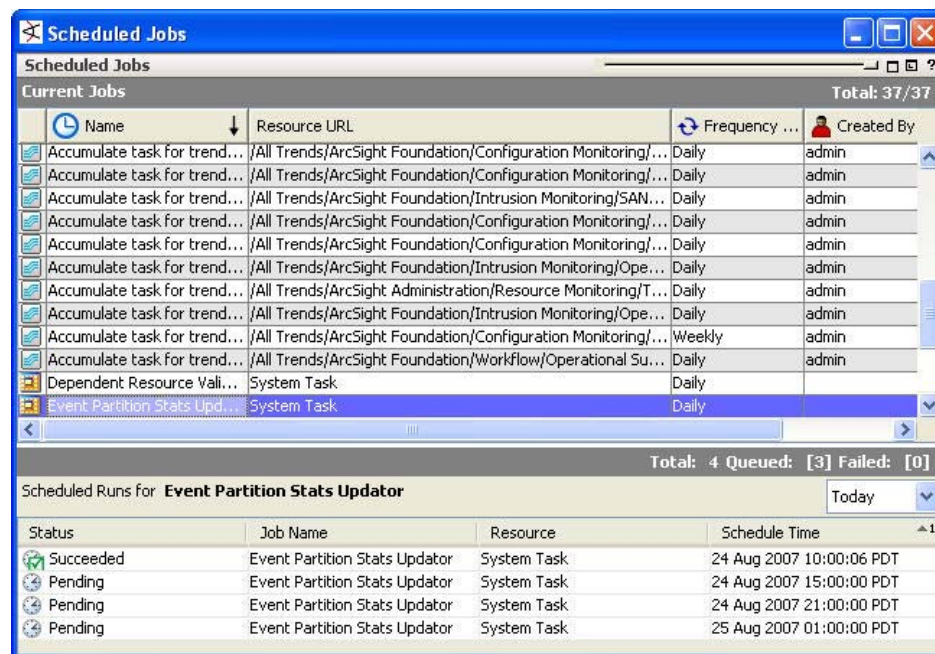 Scheduled Jobs
Scheduled Jobs ?
Current Jobs Total: 37/37
Name Resource URL Frequency ... Created By
Accumulate task for trend... /All Trends/ArcSight Foundation/Configuration Monitoring/... Daily admin
Accumulate task for trend... /All Trends/ArcSight Foundation/Configuration Monitoring/... Daily admin
Accumulate task for trend... /All Trends/ArcSight Foundation/Intrusion Monitoring/SAN... Daily admin
Accumulate task for trend... /All Trends/ArcSight Foundation/Configuration Monitoring/... Daily admin
Accumulate task for trend... /All Trends/ArcSight Foundation/Configuration Monitoring/... Daily admin
Accumulate task for trend... /All Trends/ArcSight Foundation/Intrusion Monitoring/Ope... Daily admin
Accumulate task for trend... /All Trends/ArcSight Administration/Resource Monitoring/T... Daily admin
Accumulate task for trend... /All Trends/ArcSight Foundation/Intrusion Monitoring/Ope... Daily admin
Accumulate task for trend... /All Trends/ArcSight Foundation/Configuration Monitoring/... Weekly admin
Accumulate task for trend... /All Trends/ArcSight Foundation/Workflow/Operational Su... Daily admin
Dependent Resource Vali... System Task Daily
Event Partition Stats Upd... System Task Daily
Total: 4 Queued: [3] Failed: [0]
Scheduled Runs for Event Partition Stats Updator Today
Status Job Name Resource Schedule Time 1
Succeeded Event Partition Stats Updator System Task 24 Aug 2007 10:00:06 PDT
Pending Event Partition Stats Updator System Task 24 Aug 2007 15:00:00 PDT
Pending Event Partition Stats Updator System Task 24 Aug 2007 21:00:00 PDT
Pending Event Partition Stats Updator System Task 25 Aug 2007 01:00:00 PDT